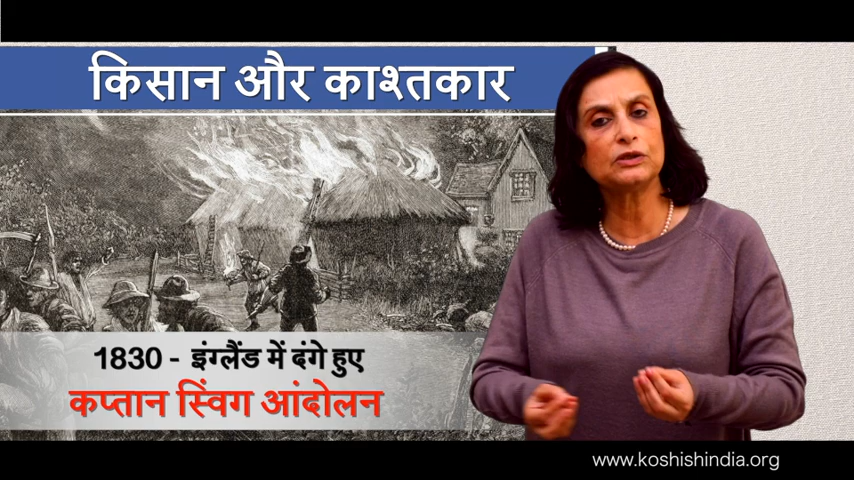 किसान और काश्तकार
1830 - इंग्लैंड में दंगे हुए
कप्तान स्विंग आंदोलन
www.koshishindia.org